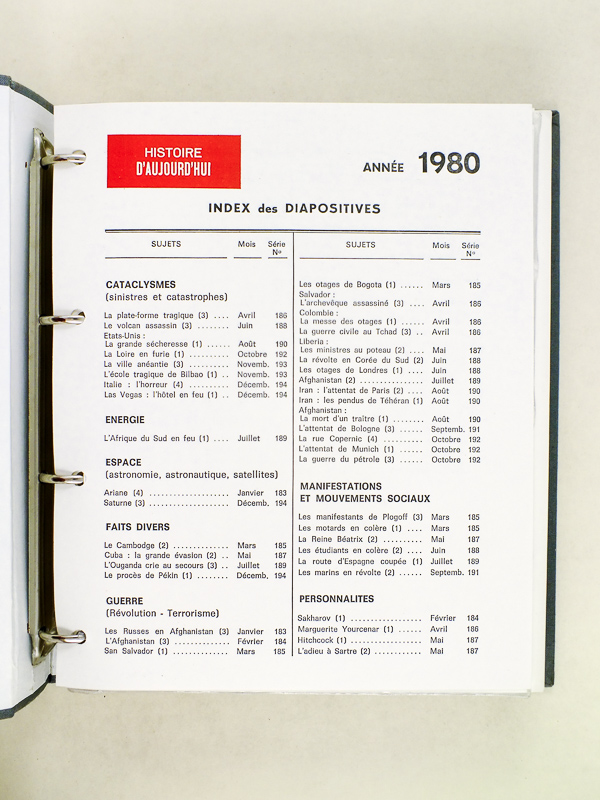 HISTOIRE
D'AUJOURD'HUI
ANNÉE 1980
INDEX des DIAPOSITIVES
SUJETS Mois Série
Nº
CATACLYSMES
(sinistres et catastrophes)
La plate-forme tragique (3) .... Avril 186
Le volcan assassin (3) ........ Juin 188
Etats-Unis :
La grande sécheresse (1) ...... Août 190
La Loire en furie (1) .......... Octobre 192
La ville anéantie (3) .......... Novemb. 193
L'école tragique de Bilbao (1) .. Novemb. 193
Italie : l'horreur (4) .......... Décemb. 194
Las Vegas : l'hôtel en feu (1) .. Décemb. 194
ENERGIE
L'Afrique du Sud en feu (1) .... Juillet 189
ESPACE
(astronomie, astronautique, satellites)
Ariane (4) .................... Janvier 183
Saturne (3) .................... Décemb. 194
FAITS DIVERS
Le Cambodge (2) .............. Mars 185
Cuba : la grande évasion (2) .. Mai 187
L'Ouganda crie au secours (3) .. Juillet 189
Le procès de Pékin (1) ........ Décemb. 194
GUERRE
(Révolution - Terrorisme)
Les Russes en Afghanistan (3) Janvier 183
L'Afghanistan (3) .............. Février 184
San Salvador (1) .............. Mars 185
SUJETS Mois Série
Nº
Les otages de Bogota (1) ...... Mars 185
Salvador :
L'archevêque assassiné (3) .... Avril 186
Colombie :
La messe des otages (1) ...... Avril 186
La guerre civile au Tchad (3) .. Avril 186
Liberia :
Les ministres au poteau (2) .... Mai 187
La révolte en Corée du Sud (2) Juin 188
Les otages de Londres (1) .... Juin 188
Afghanistan (2) ................ Juillet 189
Iran : l'attentat de Paris (2) .... Août 190
Iran : les pendus de Téhéran (1) Août 190
Afghanistan :
La mort d'un traître (1) ........ Août 190
L'attentat de Bologne (3) ...... Septemb. 191
La rue Copernic (4) .......... Octobre 192
L'attentat de Munich (1) ...... Octobre 192
La guerre du pétrole (3) ...... Octobre 192
MANIFESTATIONS
ET MOUVEMENTS SOCIAUX
Les manifestants de Plogoff (3) Mars 185
Les motards en colère (1) .... Mars 185
La Reine Béatrix (2) .......... Mai 187
Les étudiants en colère (2) .... Juin 188
La route d'Espagne coupée (1) Juillet 189
Les marins en révolte (2) ...... Septemb. 191
PERSONNALITES
Sakharov (1) .................. Février 184
Marguerite Yourcenar (1) ...... Avril 186
Hitchcock (1) .................. Mai 187
L'adieu à Sartre (2) ............ Mai 187